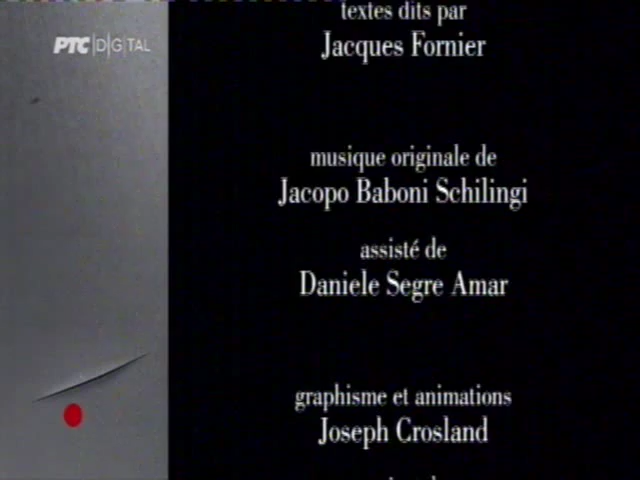 textes dits par
Jacques Fornier
РТС DIGITAL
musique originale de
Jacopo Baboni Schilingi
assisté de
Daniele Segre Amar
graphisme et animations
Joseph Crosland